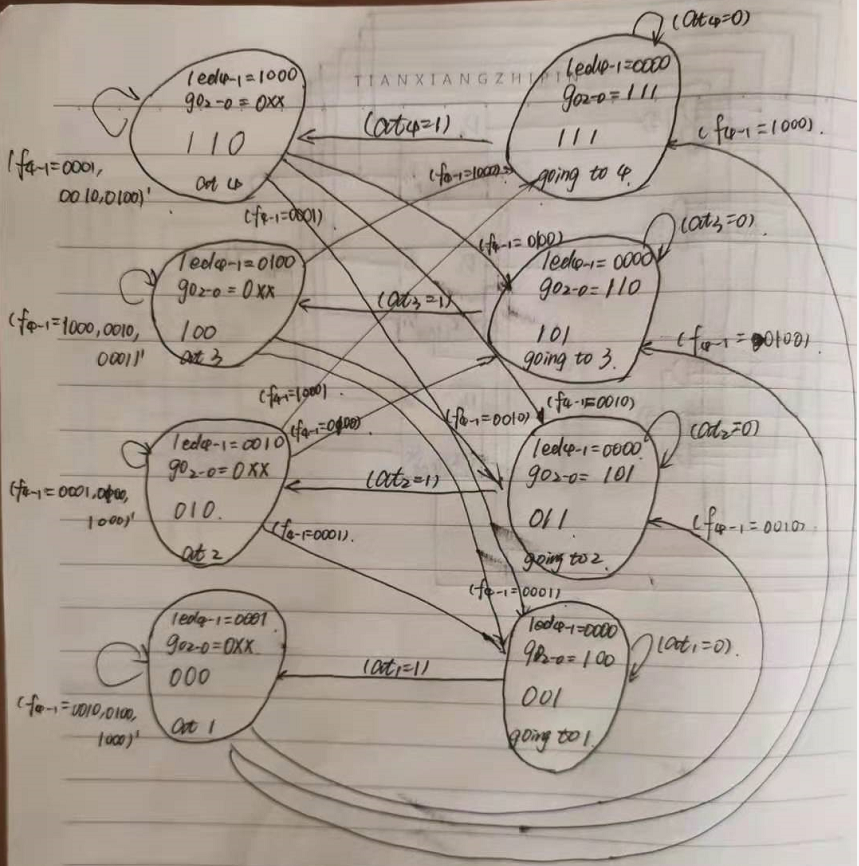 (at4=0)
led4-1=1000
go2-0=0XX
110
at 4
led4-1=0000
go2-0=111
111
going to 4.
TIANXIANGZHIPIN
(at4=1)
(f4-1=1000).
(f4-1=0001,
0010,0100)'
(f4-1=1000)
(f4-1=0001)
(f4-1=0100)
(at3=0)
led4-1=0100
go2-0=0XX
100
at 3
led4-1=0000
go2-0=110
101
going to 3.
(at3=1)
(f4-1=0100)
(f4-1=1000,0010,
0001)'
(f4-1=1000)
(f4-1=0100)
(f4-1=0010)
(f4-1=0010)
(at2=0)
led4-1=0010
go2-0=0XX
010
at 2
led4-1=0000
go2-0=101
011
going to 2.
(at2=1)
(f4-1=0001,0100,
1000)'
(f4-1=0010)
(f4-1=0001).
(f4-1=0001)
led4-1=0001
go2-0=0XX
000
at 1
led4-1=0000
go2-0=100
001
going to 1.
(at1=1)
(at1=0).
(f4-1=0010,0100,
1000)'